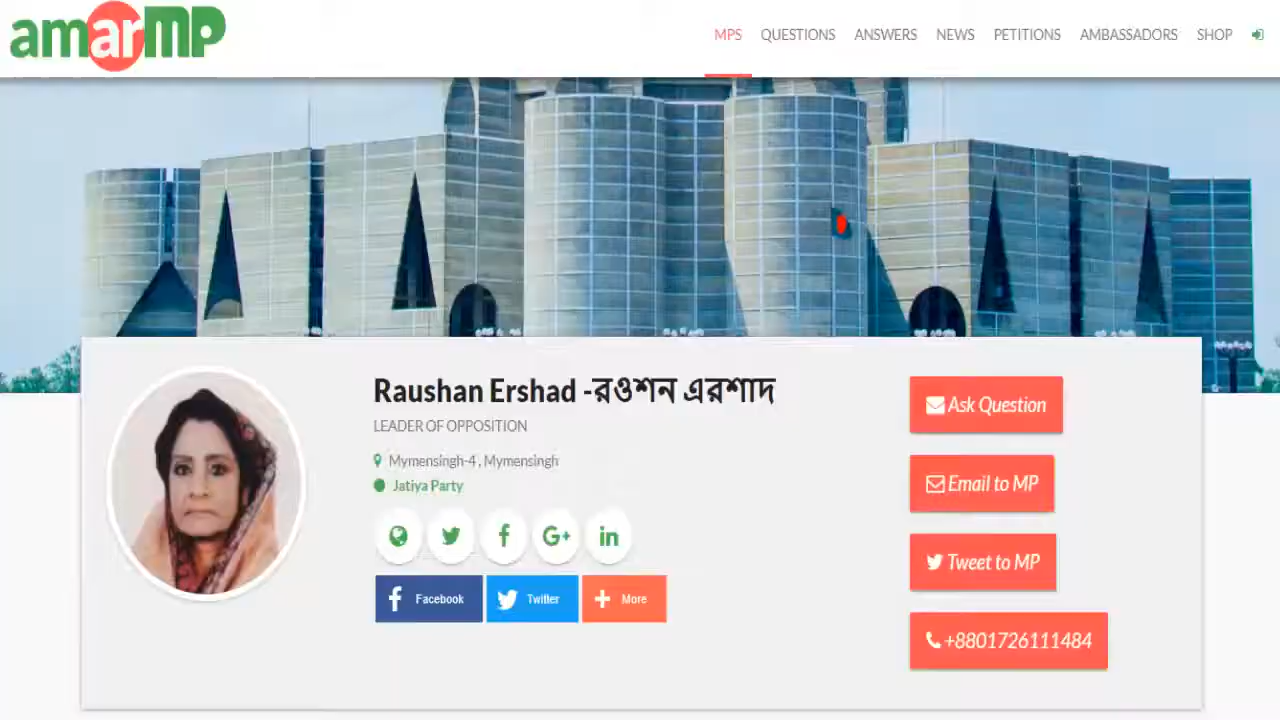 amarMP
MPS QUESTIONS ANSWERS NEWS PETITIONS AMBASSADORS SHOP
Raushan Ershad -রওশন এরশাদ
LEADER OF OPPOSITION
Mymensingh-4 , Mymensingh
Jatiya Party
Facebook Twitter More
Ask Question
Email to MP
Tweet to MP
+8801726111484